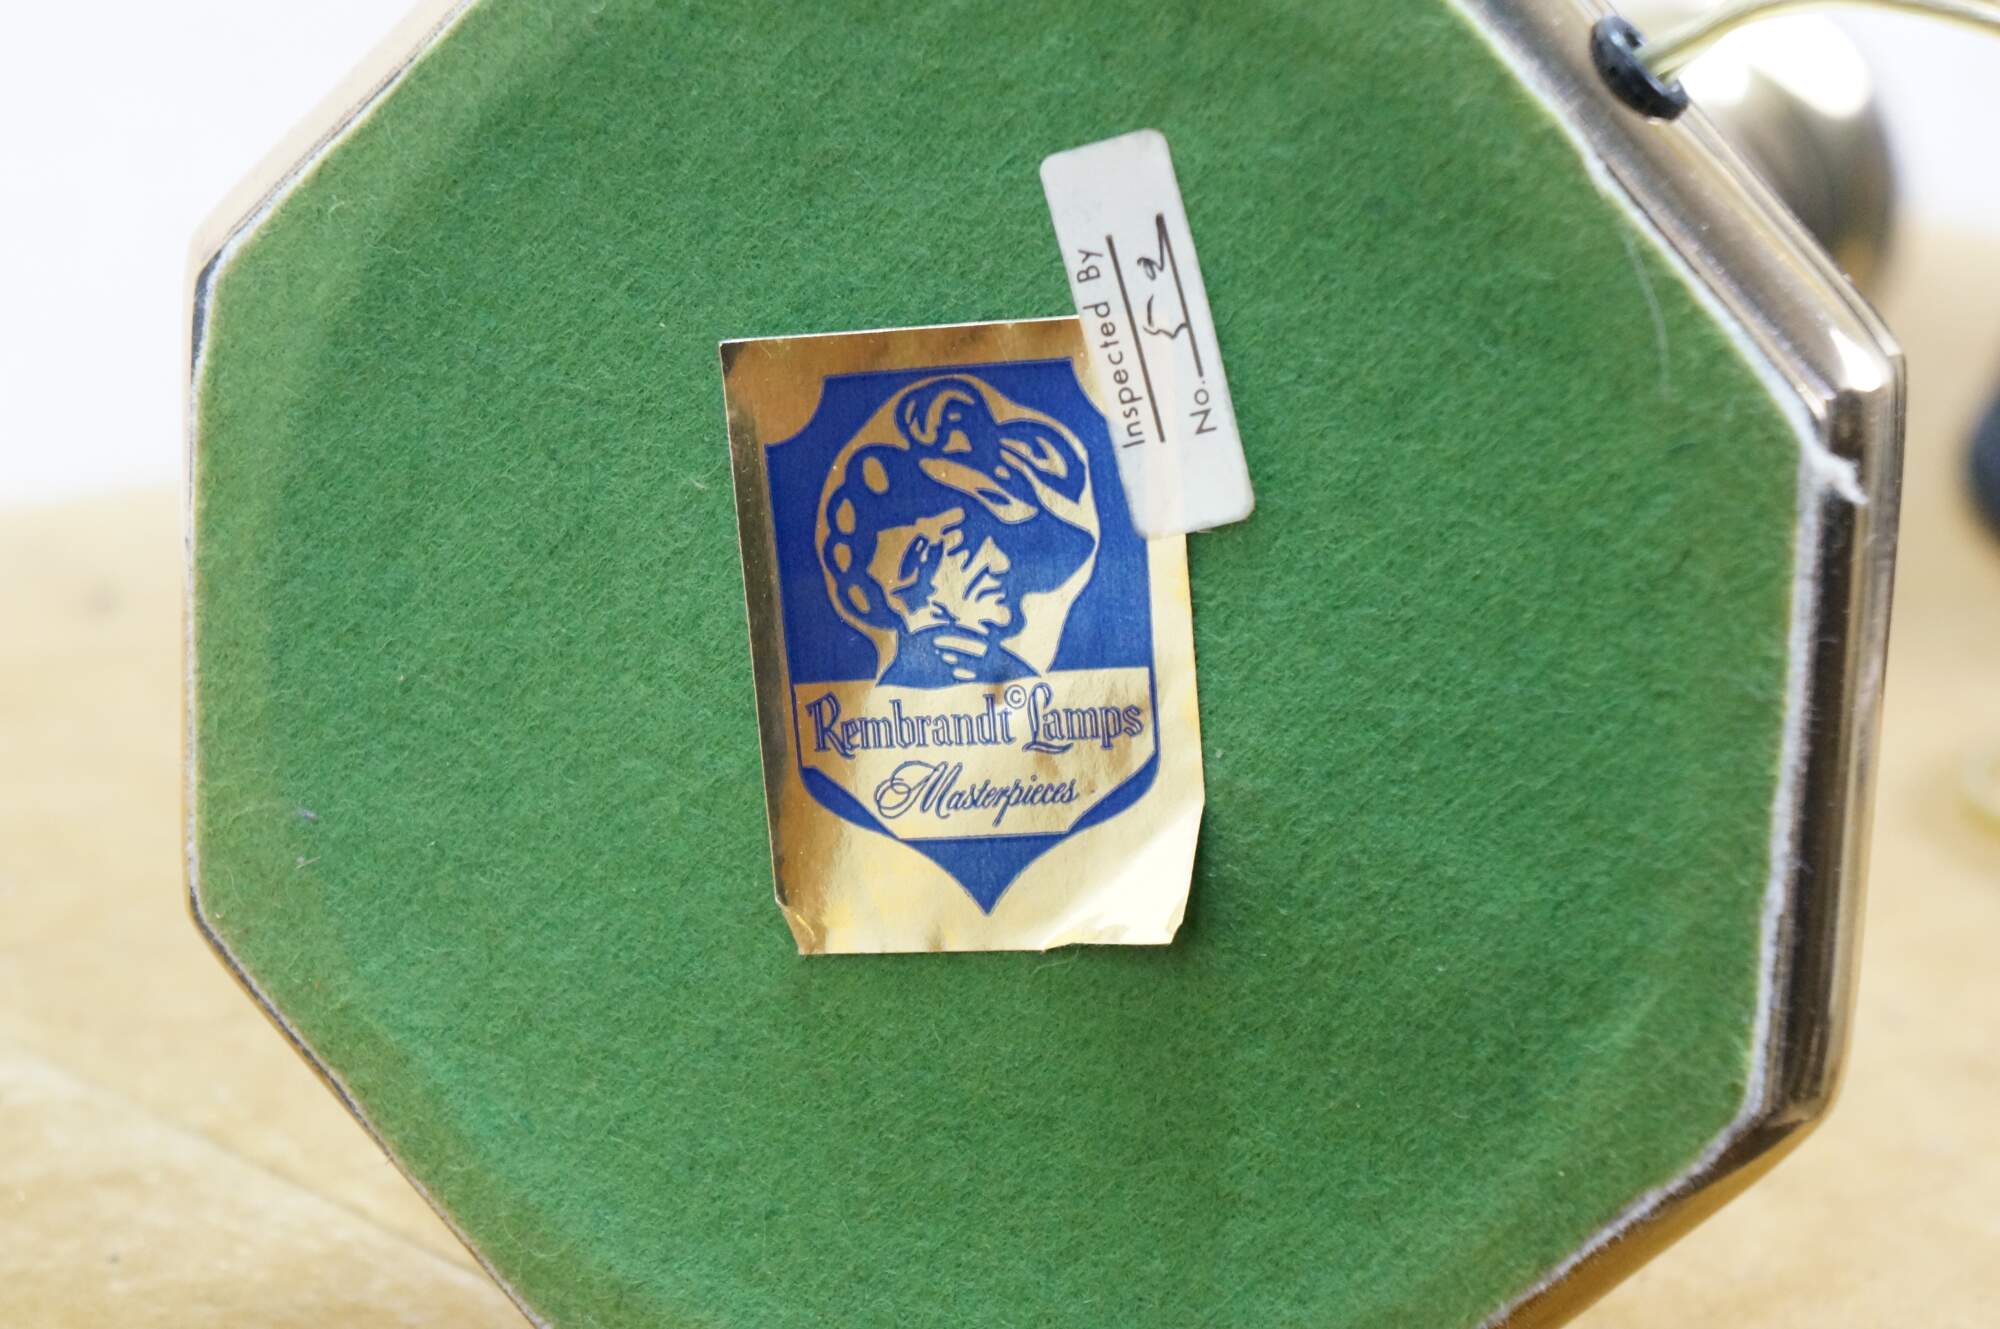 Inspected By
No.
Rembrandt© Lamps
Masterpieces